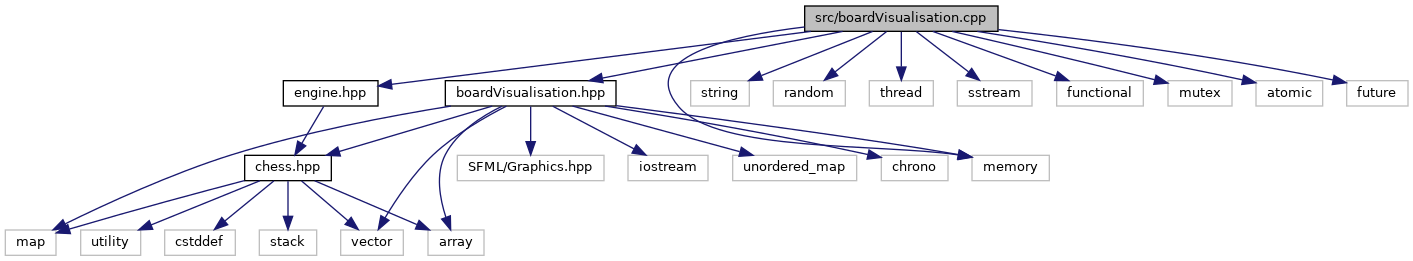 src/boardVisualisation.cpp
engine.hpp
boardVisualisation.hpp
string
random
thread
sstream
functional
mutex
atomic
future
chess.hpp
SFML/Graphics.hpp
iostream
unordered_map
chrono
memory
map
utility
cstddef
stack
vector
array